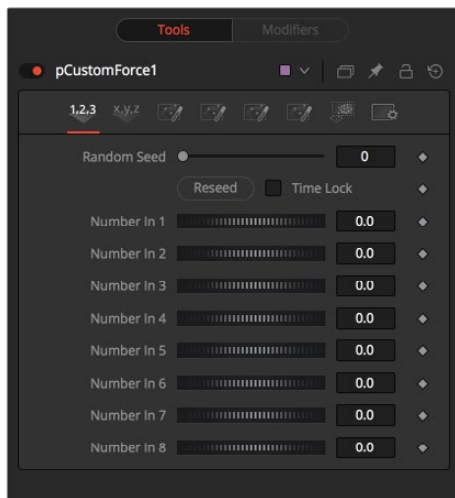 Tools Modifiers
pCustomForce1
1,2,3 x,y,z
Random Seed 0
Reseed Time Lock
Number In 1 0.0
Number In 2 0.0
Number In 3 0.0
Number In 4 0.0
Number In 5 0.0
Number In 6 0.0
Number In 7 0.0
Number In 8 0.0